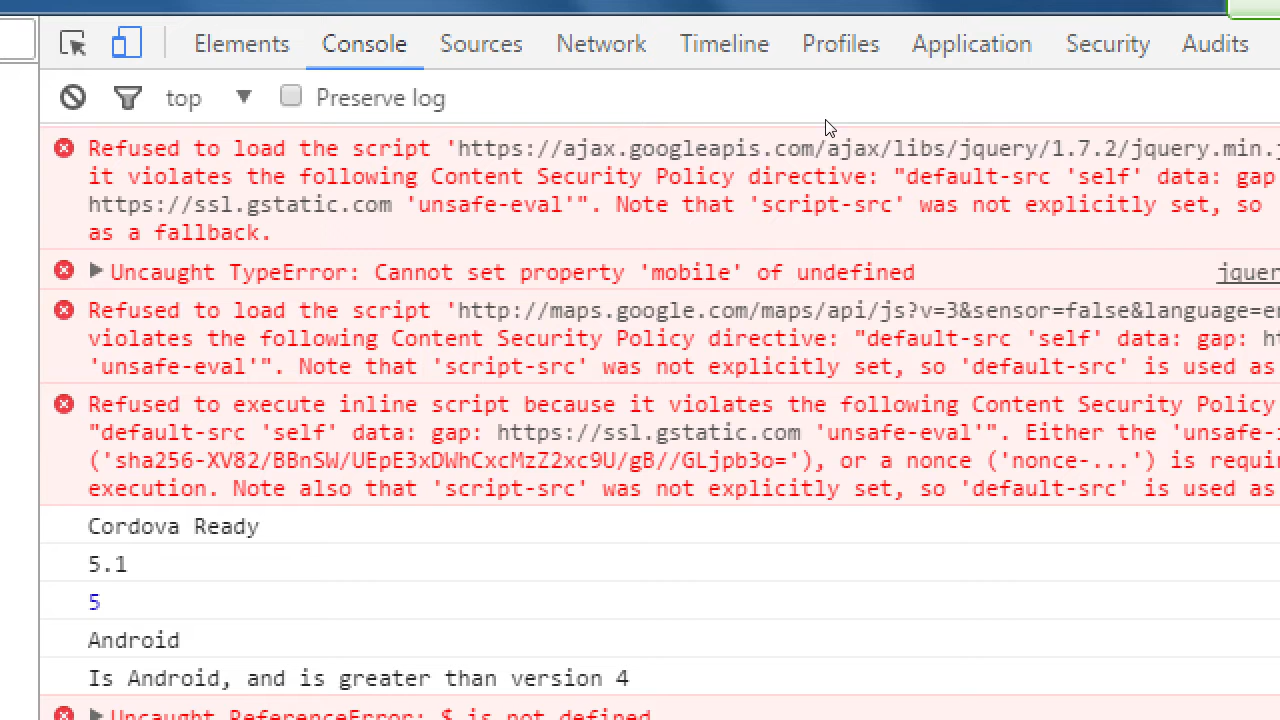 Elements Console Sources Network Timeline Profiles Application Security Audits
top Preserve log
Refused to load the script 'https://ajax.googleapis.com/ajax/libs/jquery/1.7.2/jquery.min.j
it violates the following Content Security Policy directive: "default-src 'self' data: gap
https://ssl.gstatic.com 'unsafe-eval'". Note that 'script-src' was not explicitly set, so
as a fallback.
Uncaught TypeError: Cannot set property 'mobile' of undefined jquer
Refused to load the script 'http://maps.google.com/maps/api/js?v=3&sensor=false&language=en
violates the following Content Security Policy directive: "default-src 'self' data: gap: ht
'unsafe-eval'". Note that 'script-src' was not explicitly set, so 'default-src' is used as
Refused to execute inline script because it violates the following Content Security Policy
"default-src 'self' data: gap: https://ssl.gstatic.com 'unsafe-eval'". Either the 'unsafe-i
('sha256-XV82/BBnSW/UEpE3xDWhCxcMzZ2xc9U/gB//GLjpb3o='), or a nonce ('nonce-...') is requir
execution. Note also that 'script-src' was not explicitly set, so 'default-src' is used as
Cordova Ready
5.1
5
Android
Is Android, and is greater than version 4
Uncaught ReferenceError: $ is not defined